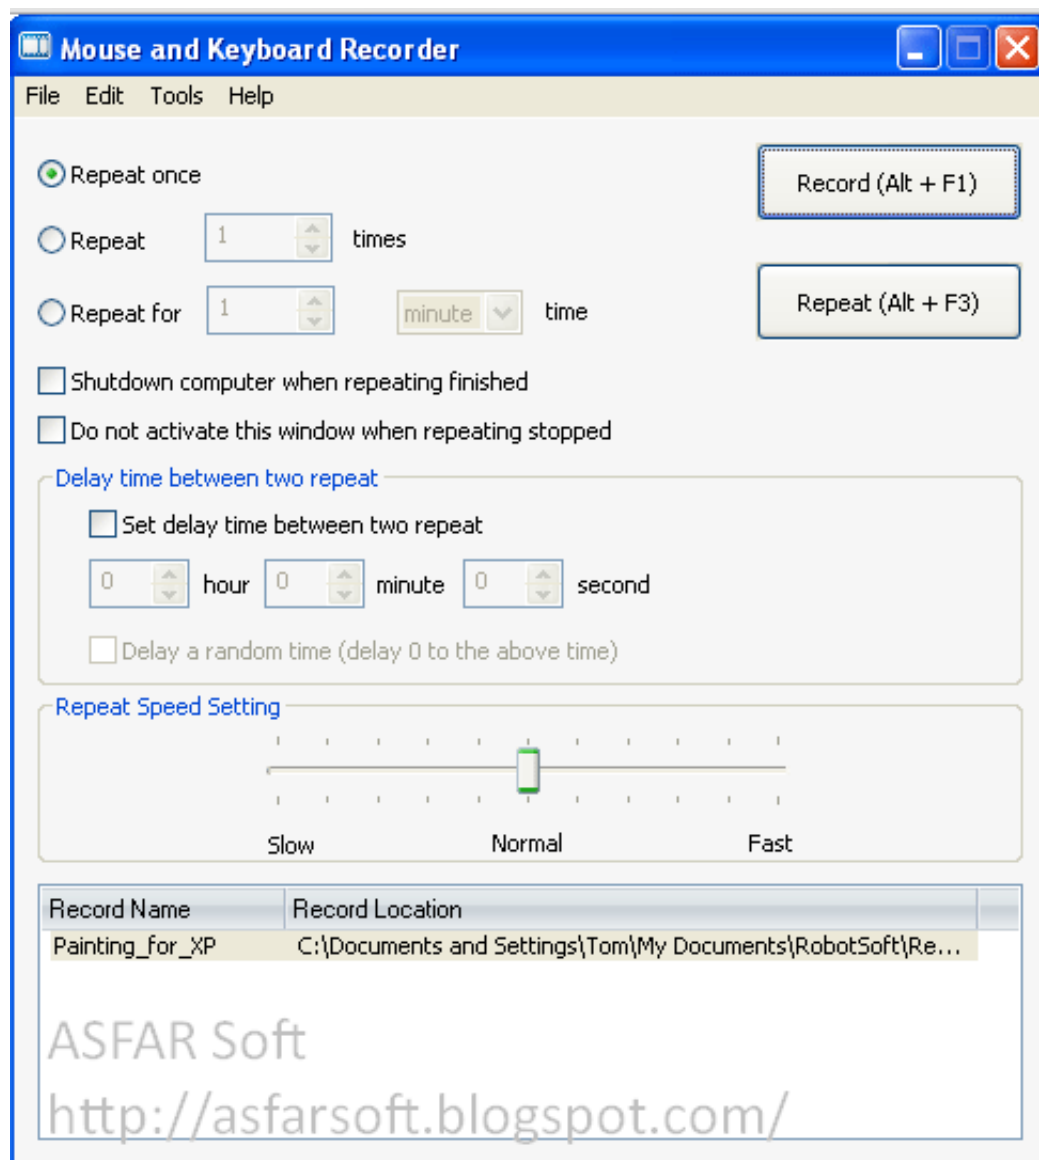 Mouse and Keyboard Recorder
File Edit Tools Help
Repeat once
Record (Alt + F1)
Repeat 1 times
Repeat for 1 minute time
Repeat (Alt + F3)
Shutdown computer when repeating finished
Do not activate this window when repeating stopped
Delay time between two repeat
Set delay time between two repeat
0 hour 0 minute 0 second
Delay a random time (delay 0 to the above time)
Repeat Speed Setting
Slow Normal Fast
Record Name Record Location
Painting_for_XP C:\Documents and Settings\Tom\My Documents\RobotSoft\Re...
ASFAR Soft
http://asfarsoft.blogspot.com/